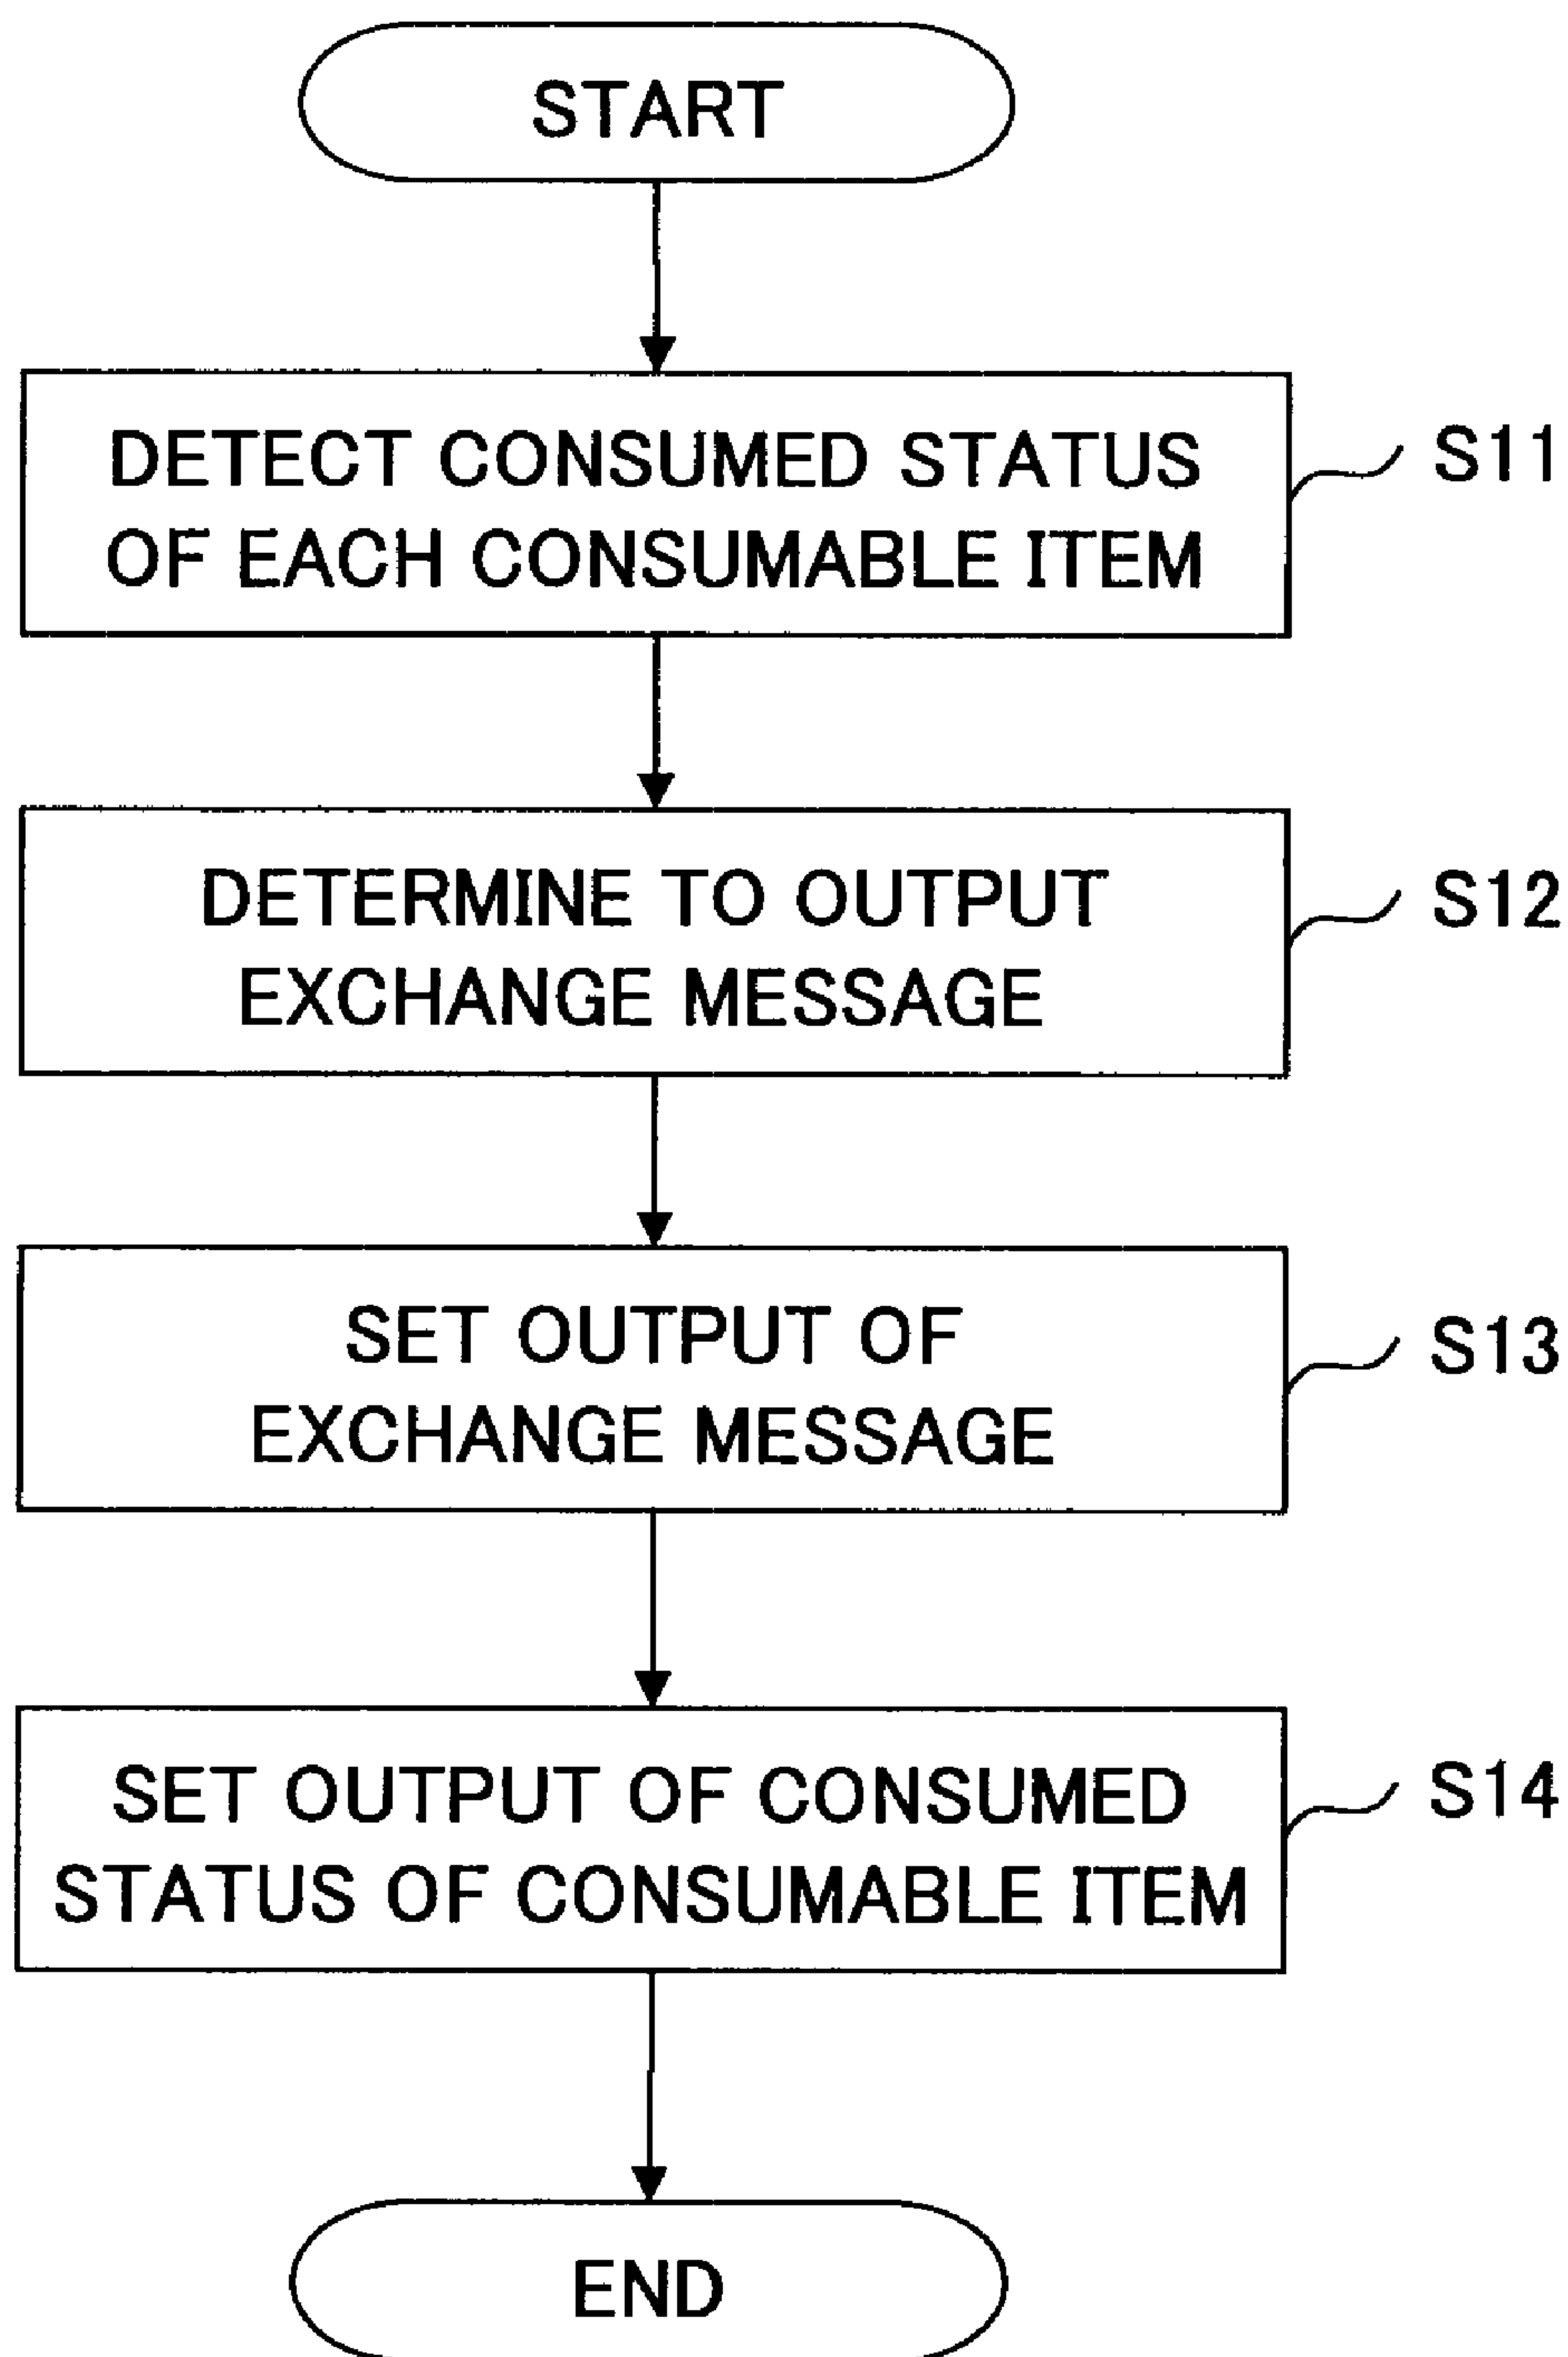 START
DETECT CONSUMED STATUS
OF EACH CONSUMABLE ITEM
S11
DETERMINE TO OUTPUT
EXCHANGE MESSAGE
S12
SET OUTPUT OF
EXCHANGE MESSAGE
S13
SET OUTPUT OF CONSUMED
STATUS OF CONSUMABLE ITEM
S14
END